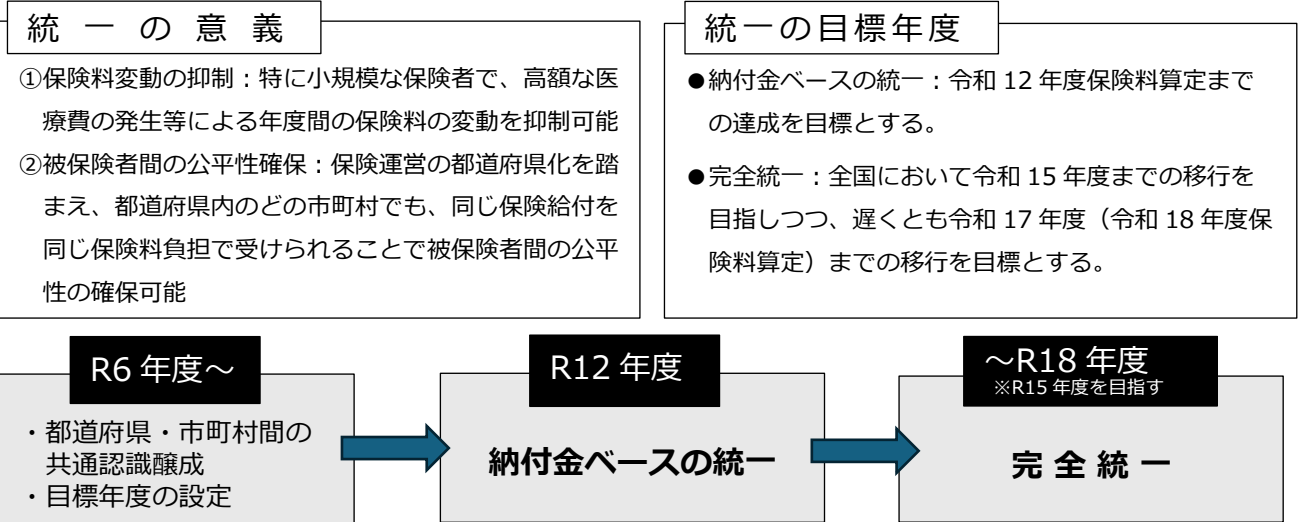 統一の意義
①保険料変動の抑制：特に小規模な保険者で、高額な医
療費の発生等による年度間の保険料の変動を抑制可能
②被保険者間の公平性確保：保険運営の都道府県化を踏
まえ、都道府県内のどの市町村でも、同じ保険給付を
同じ保険料負担で受けられることで被保険者間の公平
性の確保可能
統一の目標年度
●納付金ベースの統一：令和 12 年度保険料算定まで
の達成を目標とする。
●完全統一：全国において令和 15 年度までの移行を
目指しつつ、遅くとも令和 17 年度（令和 18 年度保
険料算定）までの移行を目標とする。
R6 年度～
・都道府県・市町村間の
共通認識醸成
・目標年度の設定
R12 年度
納付金ベースの統一
～R18 年度
※R15 年度を目指す
完全統一